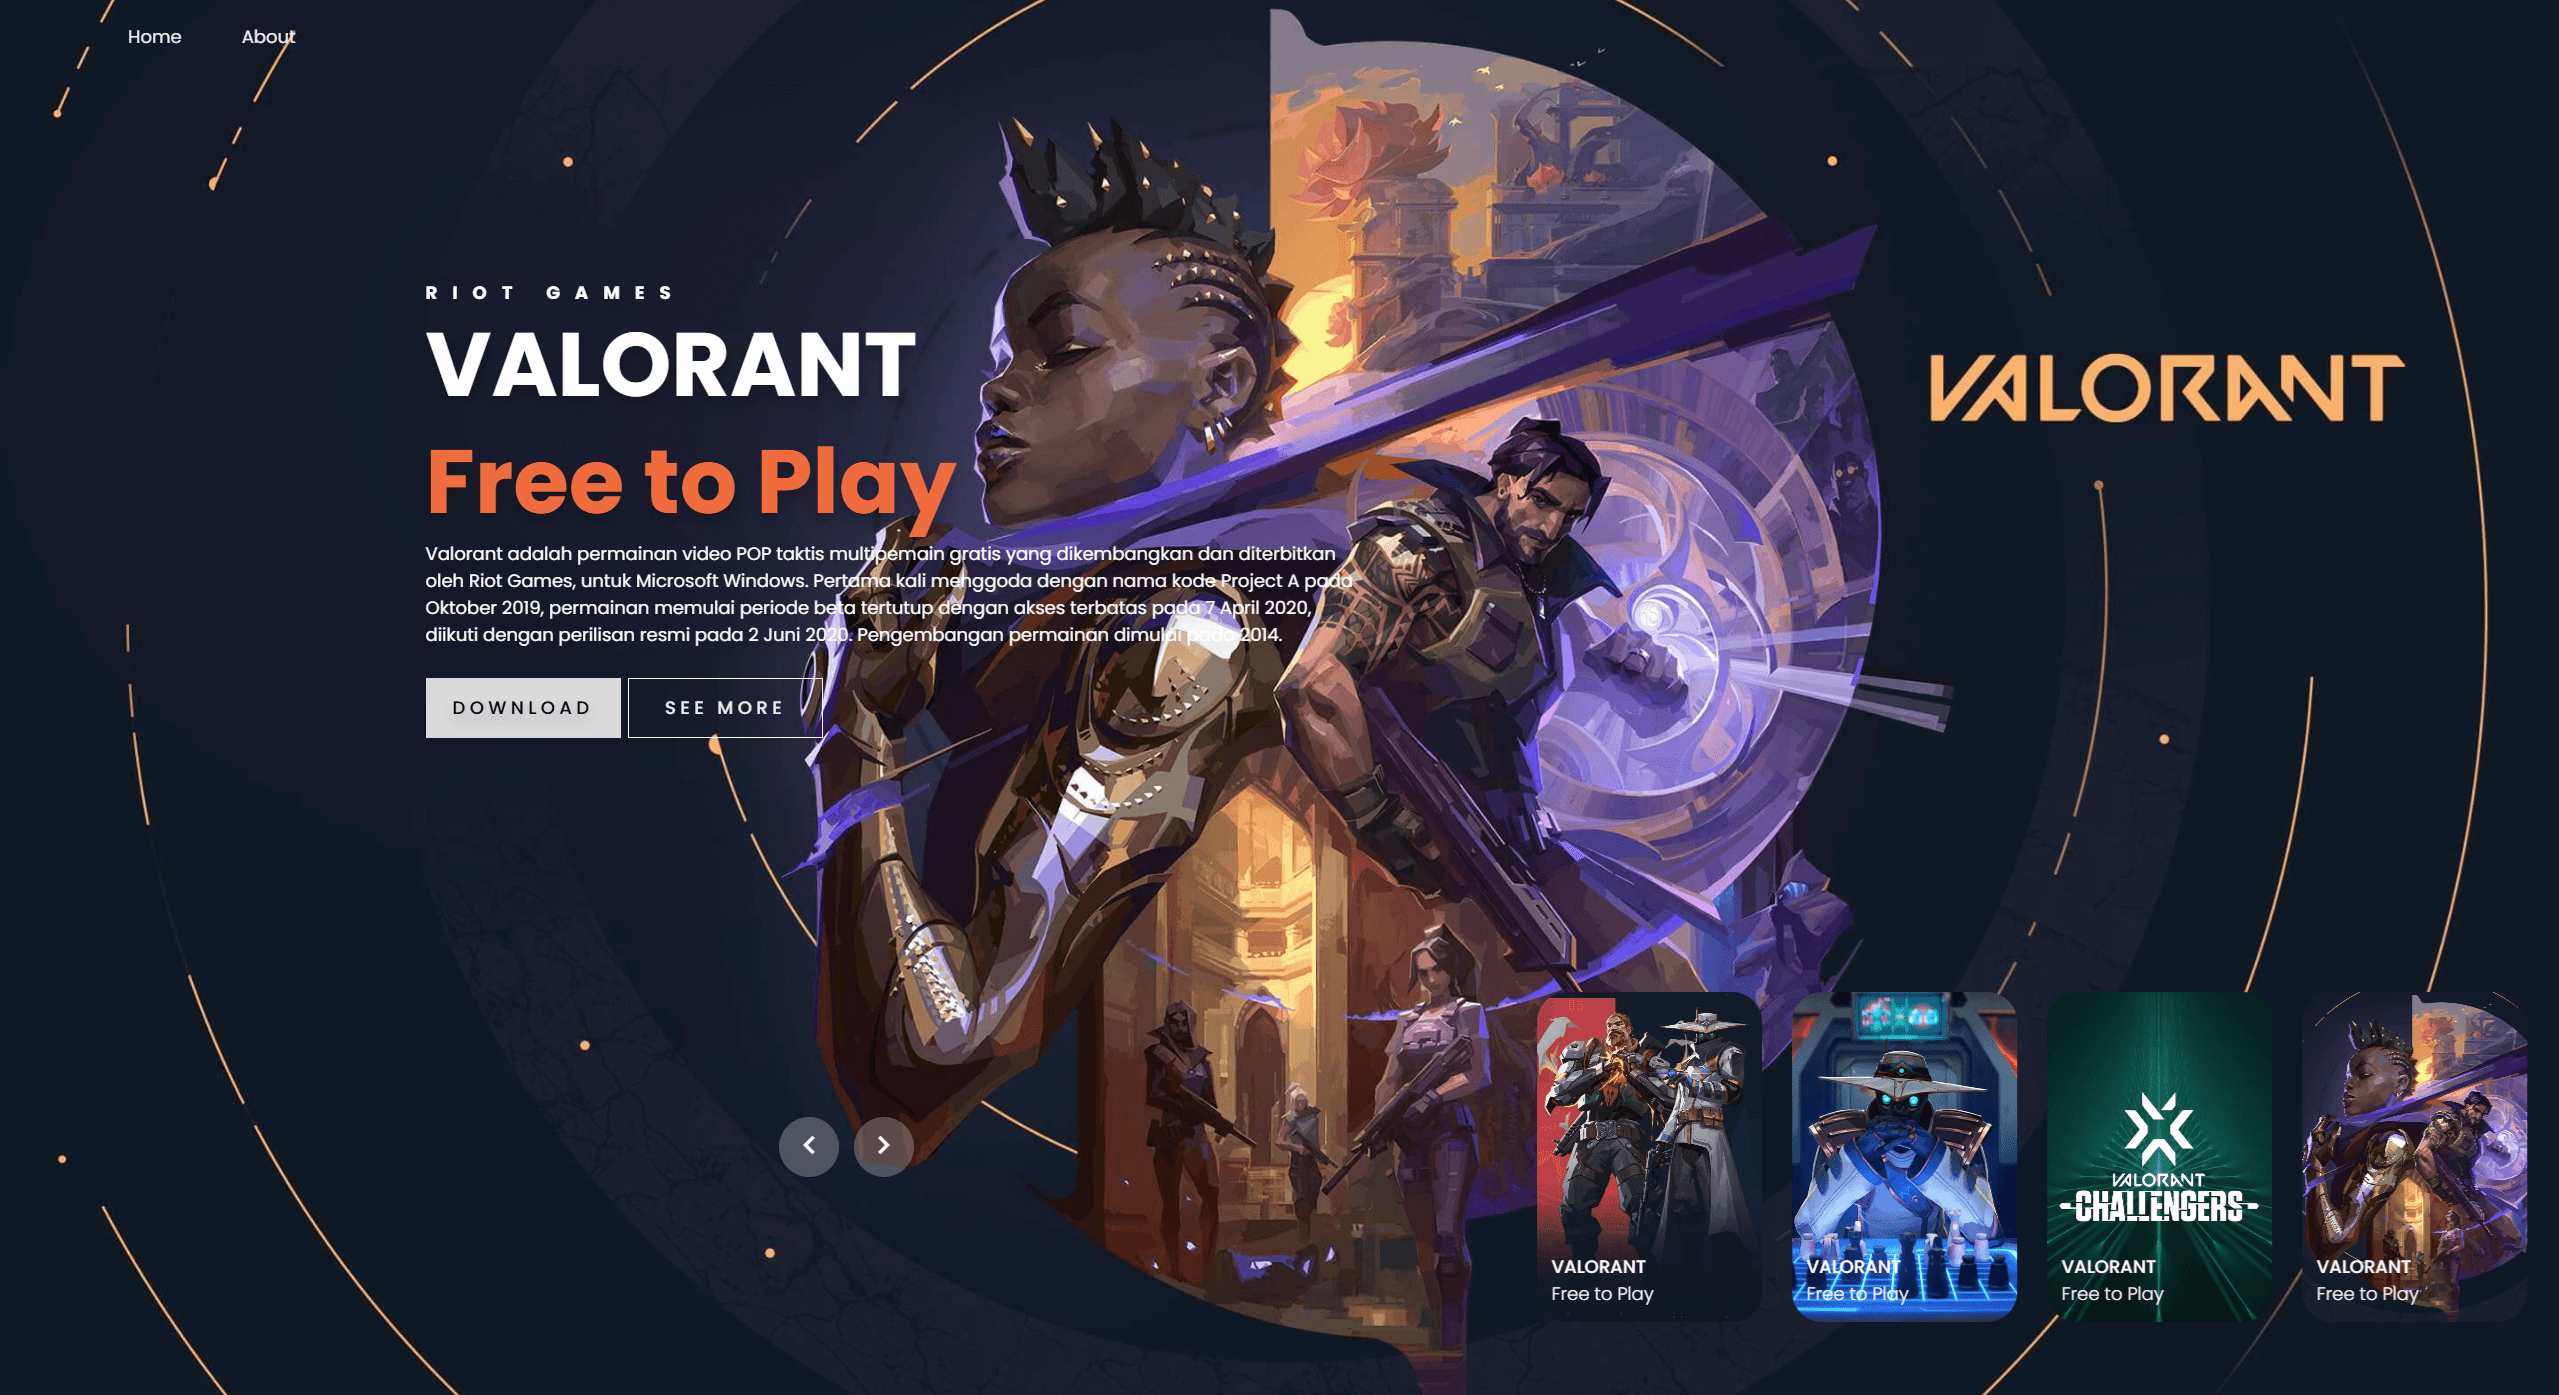 Home
About
RIOT GAMES
VALORANT
Free to Play
Valorant adalah permainan video POP taktis multipemain gratis yang dikembangkan dan diterbitkan
oleh Riot Games, untuk Microsoft Windows. Pertama kali menggoda dengan nama kode Project A pada
Oktober 2019, permainan memulai periode beta tertutup dengan akses terbatas pada 7 April 2020,
diikuti dengan perilisan resmi pada 2 Juni 2020. Pengembangan permainan dimulai pada 2014.
DOWNLOAD
SEE MORE
VALORANT
VALORANT
Free to Play
VALORANT
Free to Play
VALORANT
CHALLENGERS
VALORANT
Free to Play
VALORANT
Free to Play